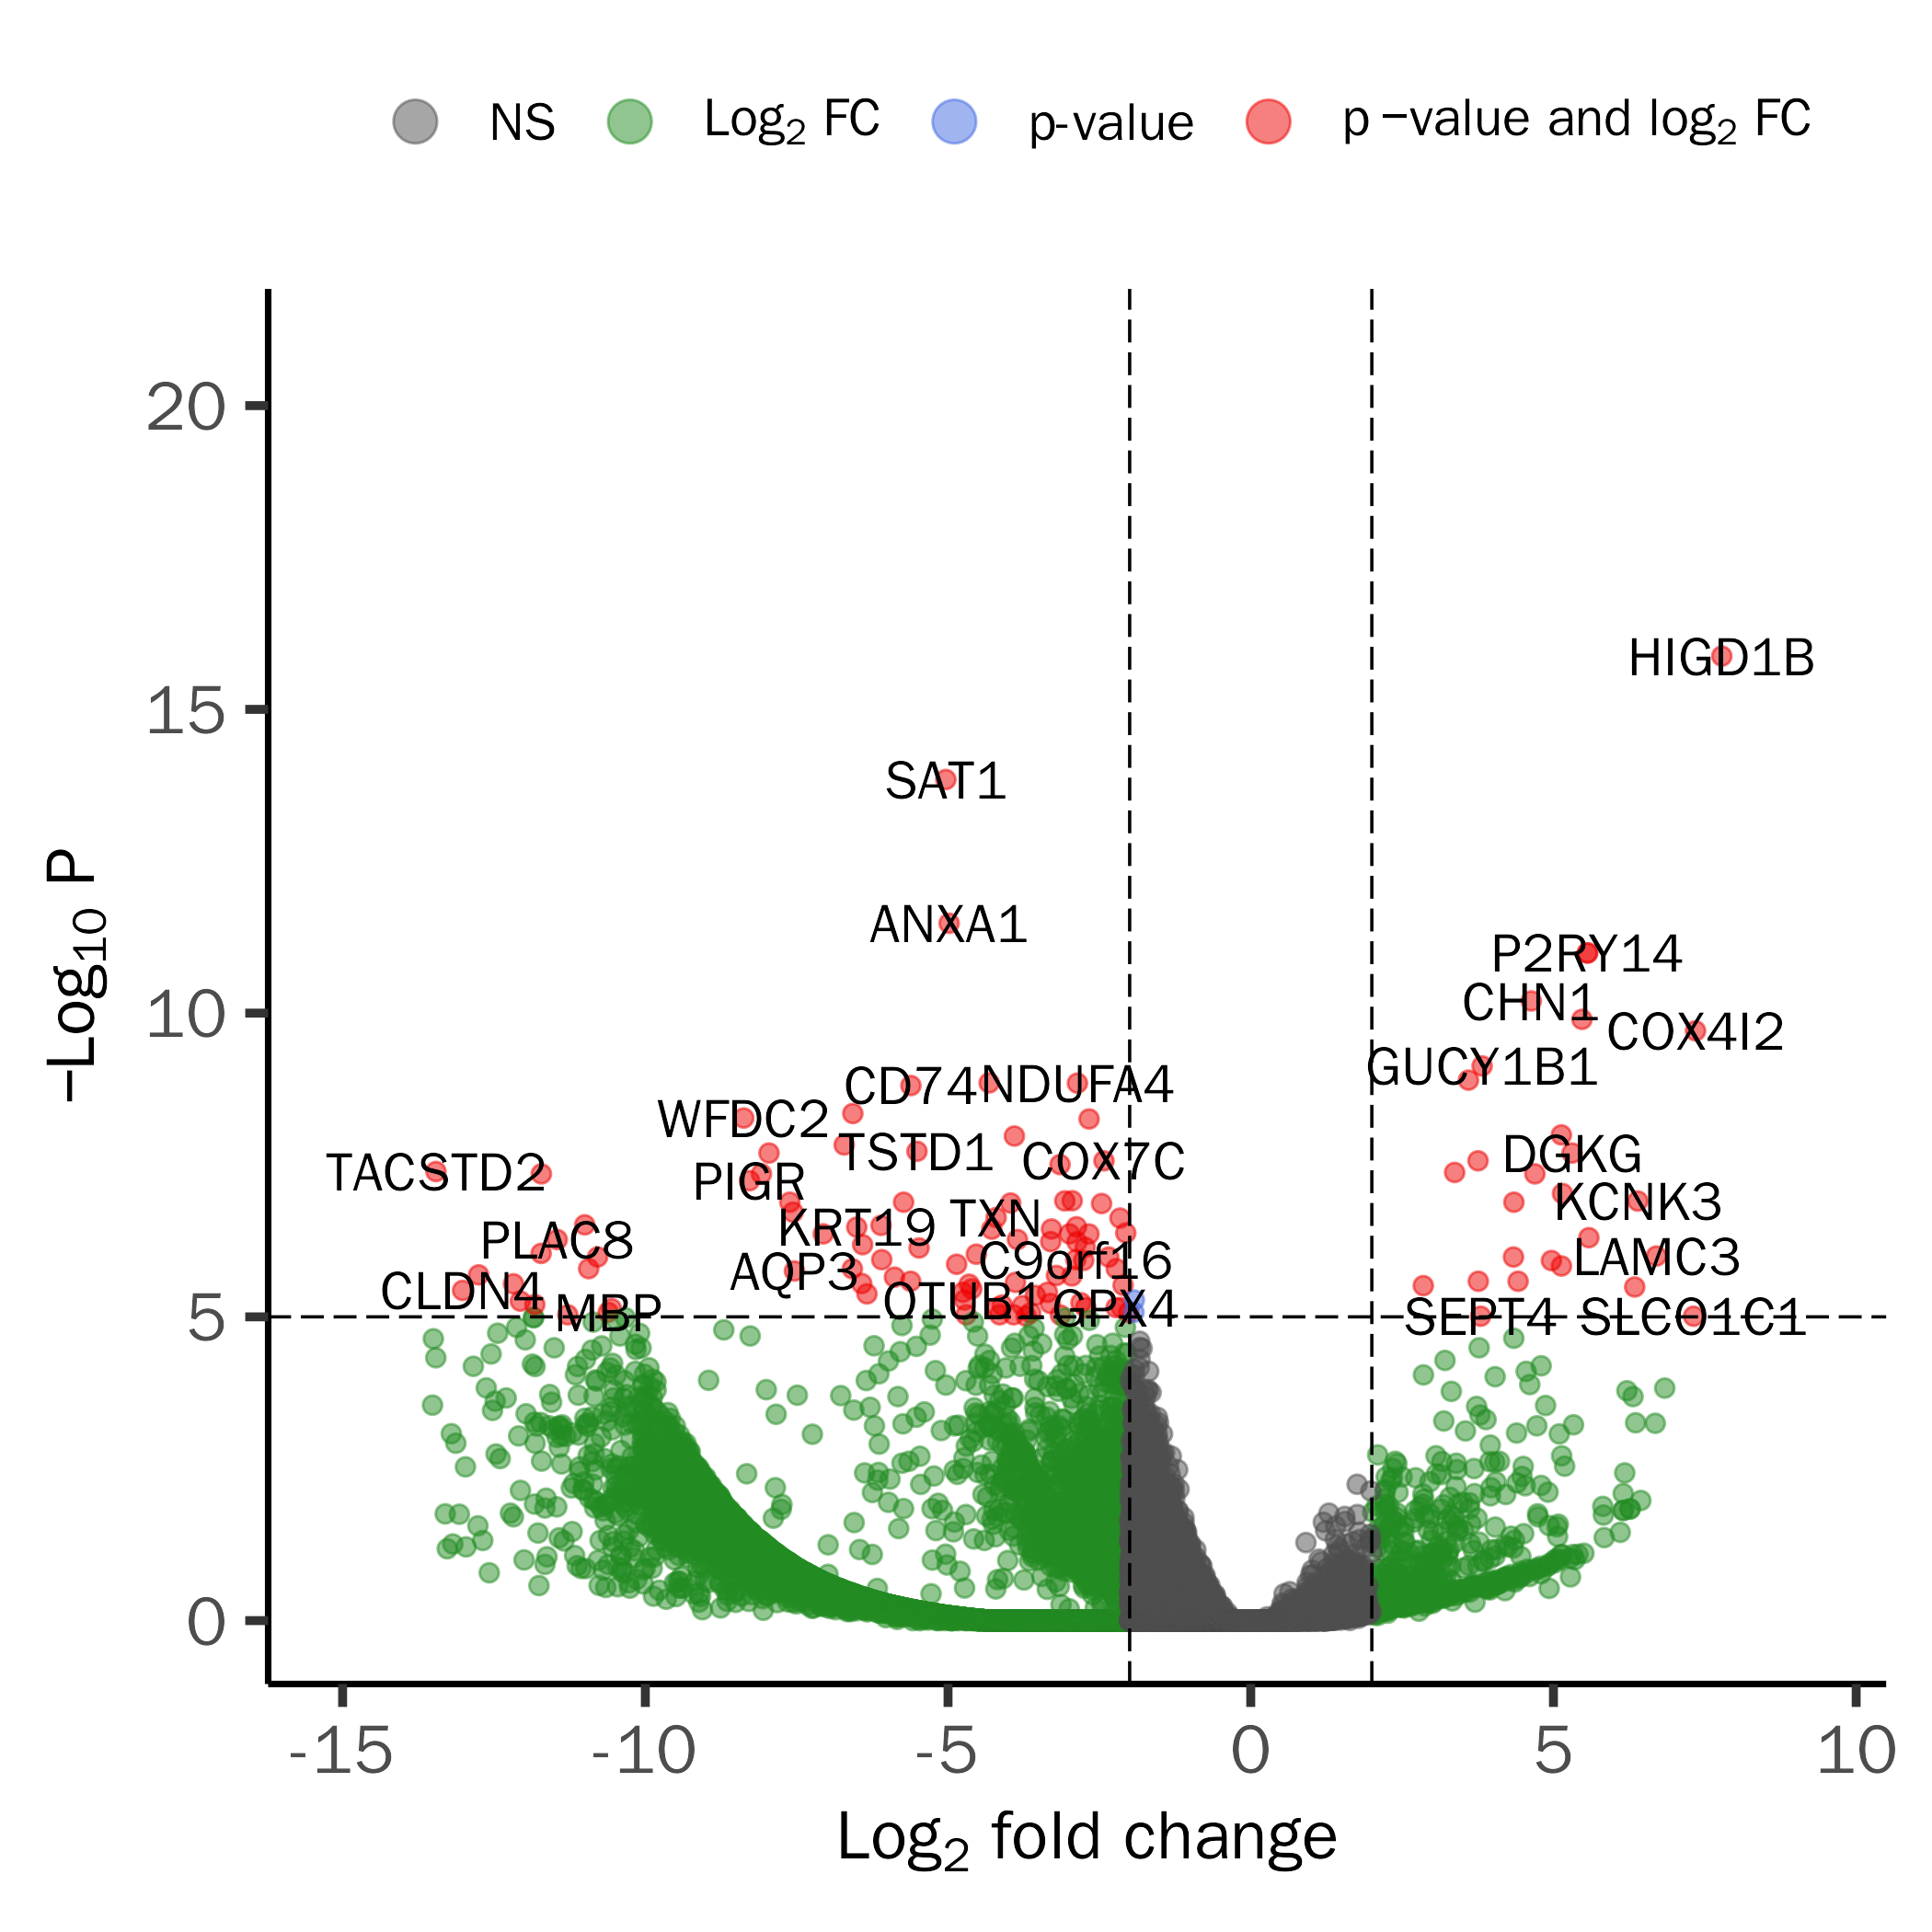 NS Log2 FC p-value p −value and log2 FC
−Log10 P
20
15
10
5
0
HIGD1B
SAT1
ANXA1
P2RY14
CHN1
COX4I2
GUCY1B1
CD74
NDUFA4
WFDC2
TSTD1
COX7C
DGKG
TACSTD2
PIGR
KCNK3
KRT19
TXN
PLAC8
C9orf16
LAMC3
AQP3
CLDN4
MBP
OTUB1
GPX4
SEPT4
SLCO1C1
-15 -10 -5 0 5 10
Log2 fold change